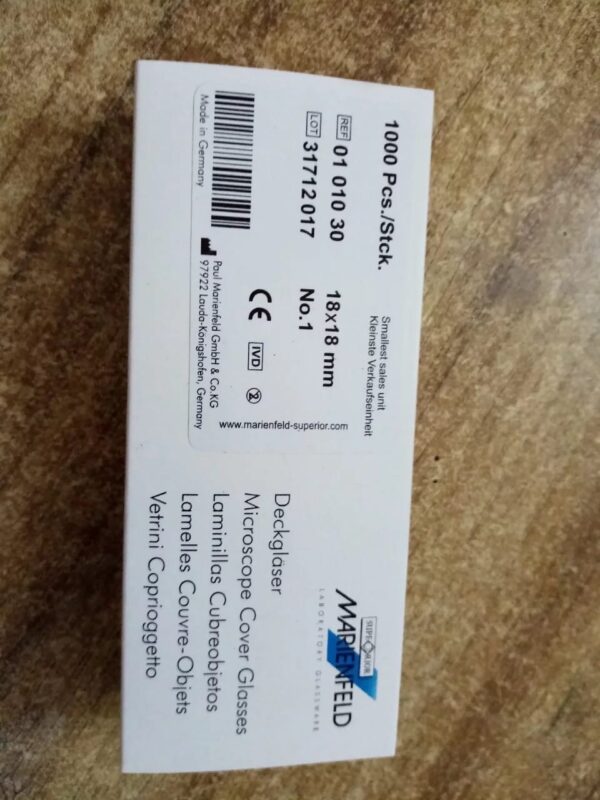 1000 Pcs./Stck.
Smallest sales unit
Kleinste Verkaufseinheit
REF 01 010 30
18x18 mm
LOT 31712017
No.1
CE IVD 2
www.marienfeld-superior.com
Made in Germany
Paul Marienfeld GmbH & Co.KG
97922 Lauda-Königshofen, Germany
SUPERIOR
MARIENFELD
LABORATORY GLASSWARE
Deckgläser
Microscope Cover Glasses
Laminillas Cubreobjetos
Lamelles Couvre-Objets
Vetrini Coprioggetto